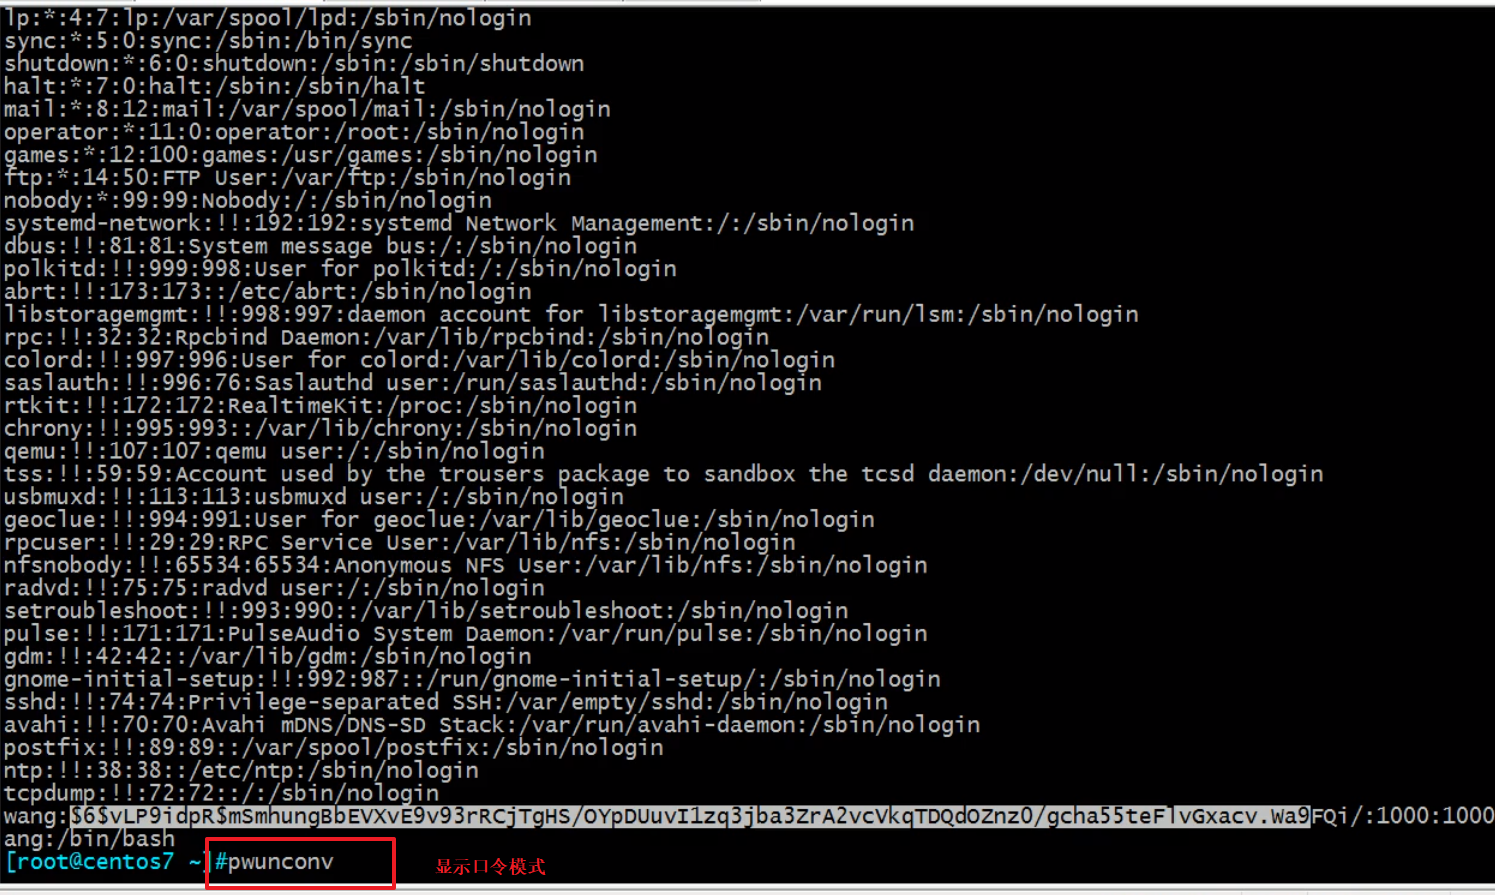 lp:*:4:7:lp:/var/spool/lpd:/sbin/nologin
sync:*:5:0:sync:/sbin:/bin/sync
shutdown:*:6:0:shutdown:/sbin:/sbin/shutdown
halt:*:7:0:halt:/sbin:/sbin/halt
mail:*:8:12:mail:/var/spool/mail:/sbin/nologin
operator:*:11:0:operator:/root:/sbin/nologin
games:*:12:100:games:/usr/games:/sbin/nologin
ftp:*:14:50:FTP User:/var/ftp:/sbin/nologin
nobody:*:99:99:Nobody:/:/sbin/nologin
systemd-network:!!:192:192:systemd Network Management:/:/sbin/nologin
dbus:!!:81:81:System message bus:/:/sbin/nologin
polkitd:!!:999:998:User for polkitd:/:/sbin/nologin
abrt:!!:173:173::/etc/abrt:/sbin/nologin
libstoragemgmt:!!:998:997:daemon account for libstoragemgmt:/var/run/lsm:/sbin/nologin
rpc:!!:32:32:Rpcbind Daemon:/var/lib/rpcbind:/sbin/nologin
colord:!!:997:996:User for colord:/var/lib/colord:/sbin/nologin
saslauth:!!:996:76:Saslauthd user:/run/saslauthd:/sbin/nologin
rtkit:!!:172:172:RealtimeKit:/proc:/sbin/nologin
chrony:!!:995:993::/var/lib/chrony:/sbin/nologin
qemu:!!:107:107:qemu user:/:/sbin/nologin
tss:!!:59:59:Account used by the trousers package to sandbox the tcsd daemon:/dev/null:/sbin/nologin
usbmuxd:!!:113:113:usbmuxd user:/:/sbin/nologin
geoclue:!!:994:991:User for geoclue:/var/lib/geoclue:/sbin/nologin
rpcuser:!!:29:29:RPC Service User:/var/lib/nfs:/sbin/nologin
nfsnobody:!!:65534:65534:Anonymous NFS User:/var/lib/nfs:/sbin/nologin
radvd:!!:75:75:radvd user:/:/sbin/nologin
setroubleshoot:!!:993:990::/var/lib/setroubleshoot:/sbin/nologin
pulse:!!:171:171:PulseAudio System Daemon:/var/run/pulse:/sbin/nologin
gdm:!!:42:42::/var/lib/gdm:/sbin/nologin
gnome-initial-setup:!!:992:987::/run/gnome-initial-setup/:/sbin/nologin
sshd:!!:74:74:Privilege-separated SSH:/var/empty/sshd:/sbin/nologin
avahi:!!:70:70:Avahi mDNS/DNS-SD Stack:/var/run/avahi-daemon:/sbin/nologin
postfix:!!:89:89::/var/spool/postfix:/sbin/nologin
ntp:!!:38:38::/etc/ntp:/sbin/nologin
tcpdump:!!:72:72::/:/sbin/nologin
wang:$6$vLP9idpR$mSmhungBbEVXvE9v93rRCjTgHS/OYpDUuvI1zq3jba3ZrA2vcVkqTDQdOZnz0/gcha55teFlvGxacv.Wa9FQi/:1000:1000
ang:/bin/bash
[root@centos7 ~]#pwunconv 显示口令模式